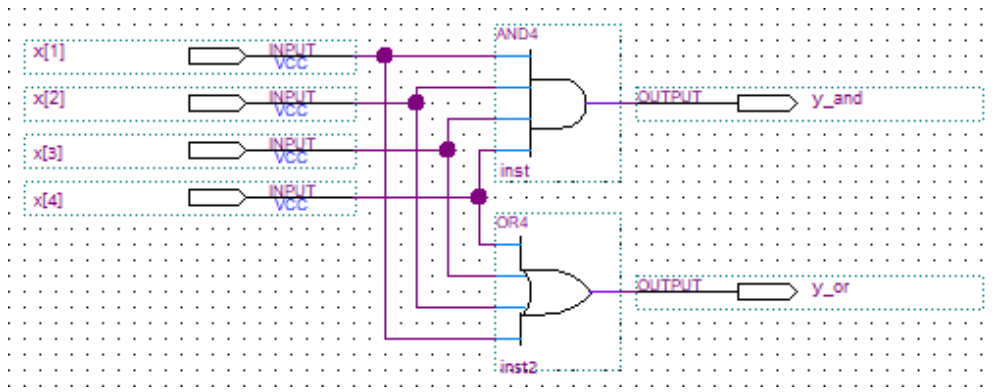 AND4
x[1] INPUT VCC
x[2] INPUT VCC OUTPUT y_and
x[3] INPUT VCC
inst
x[4] INPUT VCC
OR4
OUTPUT y_or
inst2